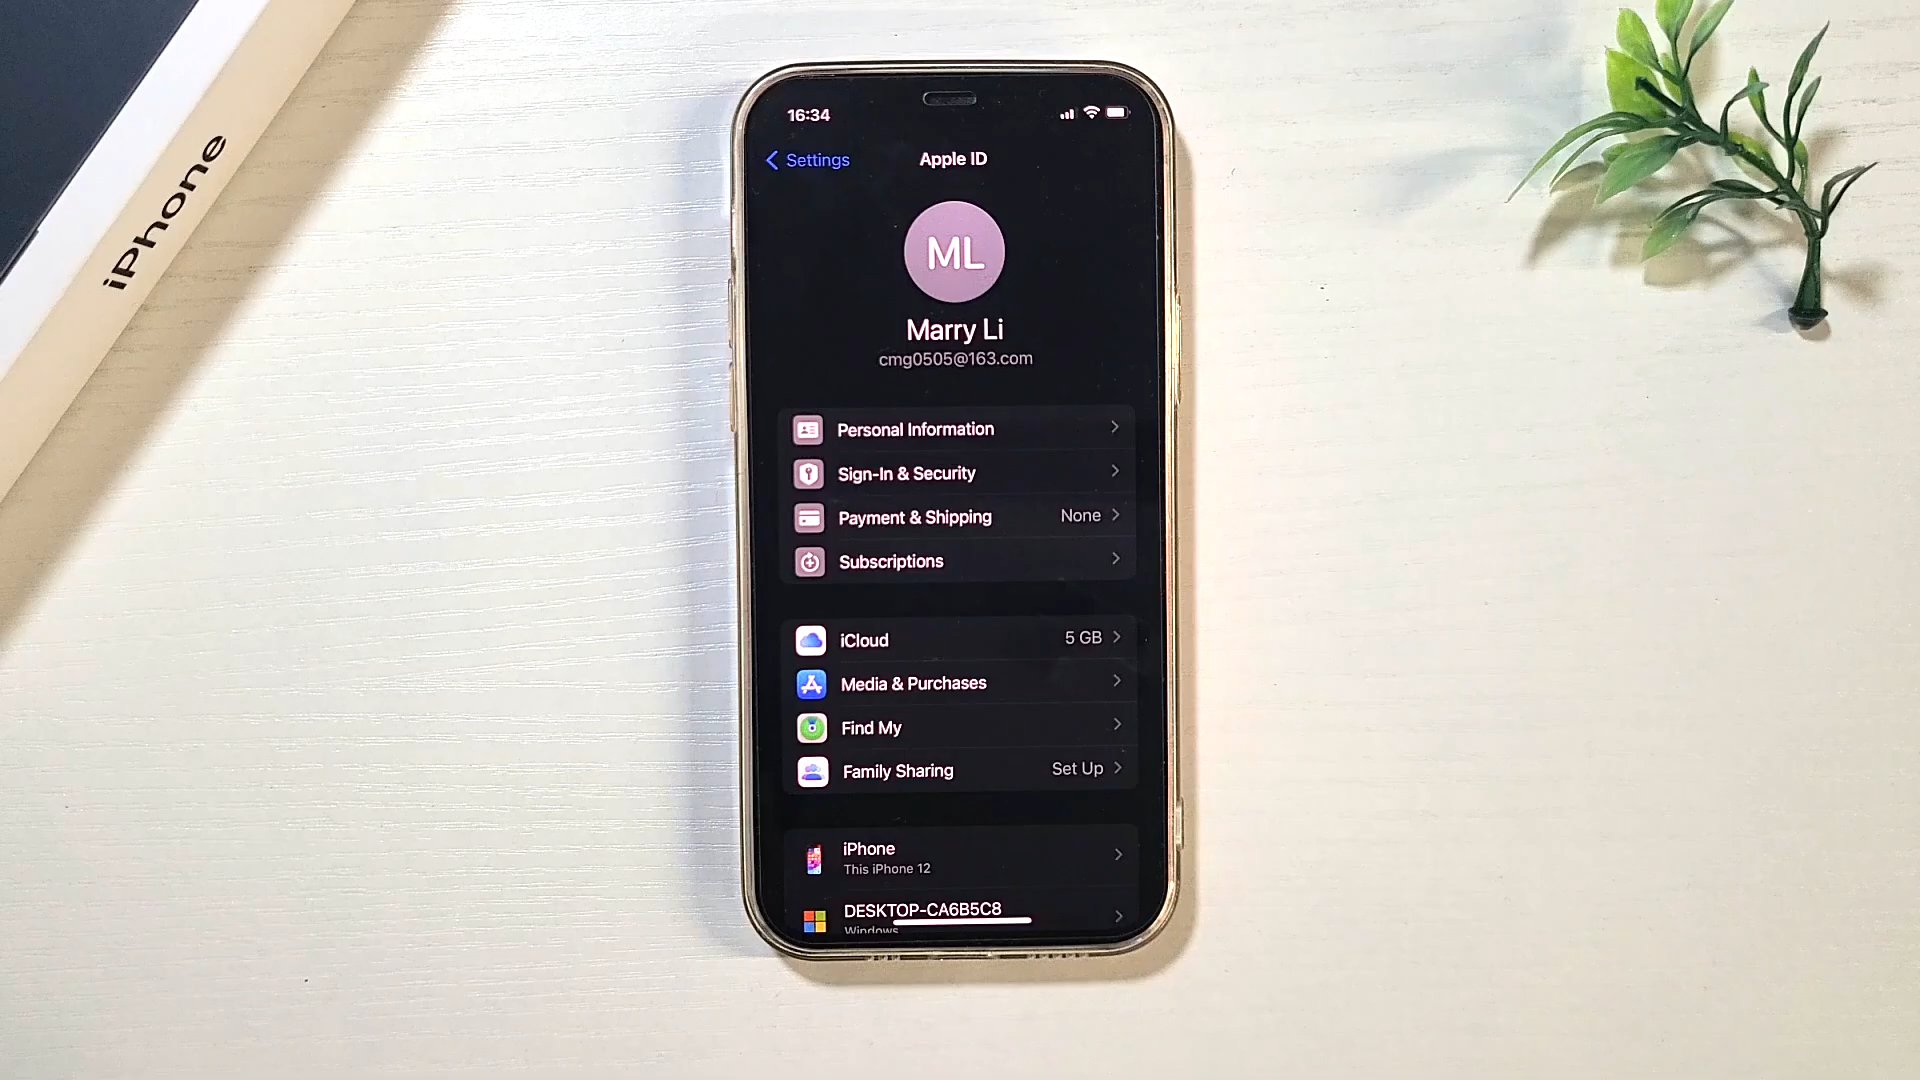 iPhone
16:34
Settings
Apple ID
ML
Marry Li
cmg0505@163.com
Personal Information
Sign-In & Security
Payment & Shipping None
Subscriptions
iCloud 5 GB
Media & Purchases
Find My
Family Sharing Set Up
iPhone
This iPhone 12
DESKTOP-CA6B5C8
Windows